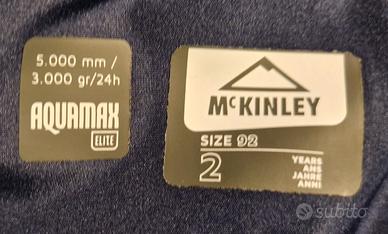 5.000 mm /
3.000 gr/24h
AQUAMAX
ELITE
McKINLEY
SIZE 92
2
YEARS
ANS
JAHRE
ANNI
subito